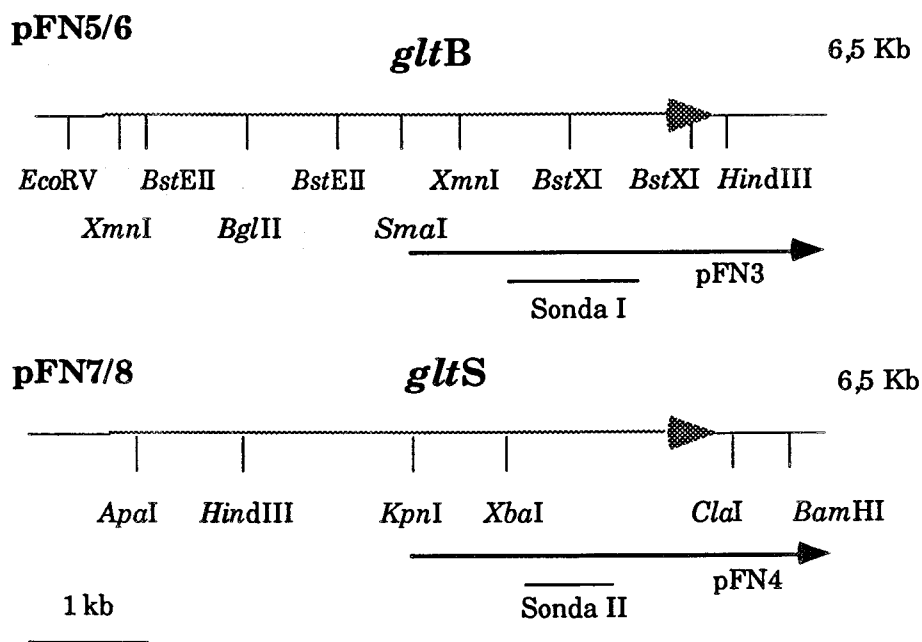 pFN5/6
gltB
6,5 Kb
EcoRV BstEII BstEII XmnI BstXI BstXI HindIII
XmnI BglII SmaI
pFN3
Sonda I
pFN7/8
gltS
6,5 Kb
ApaI HindIII KpnI XbaI ClaI BamHI
pFN4
Sonda II
1 kb